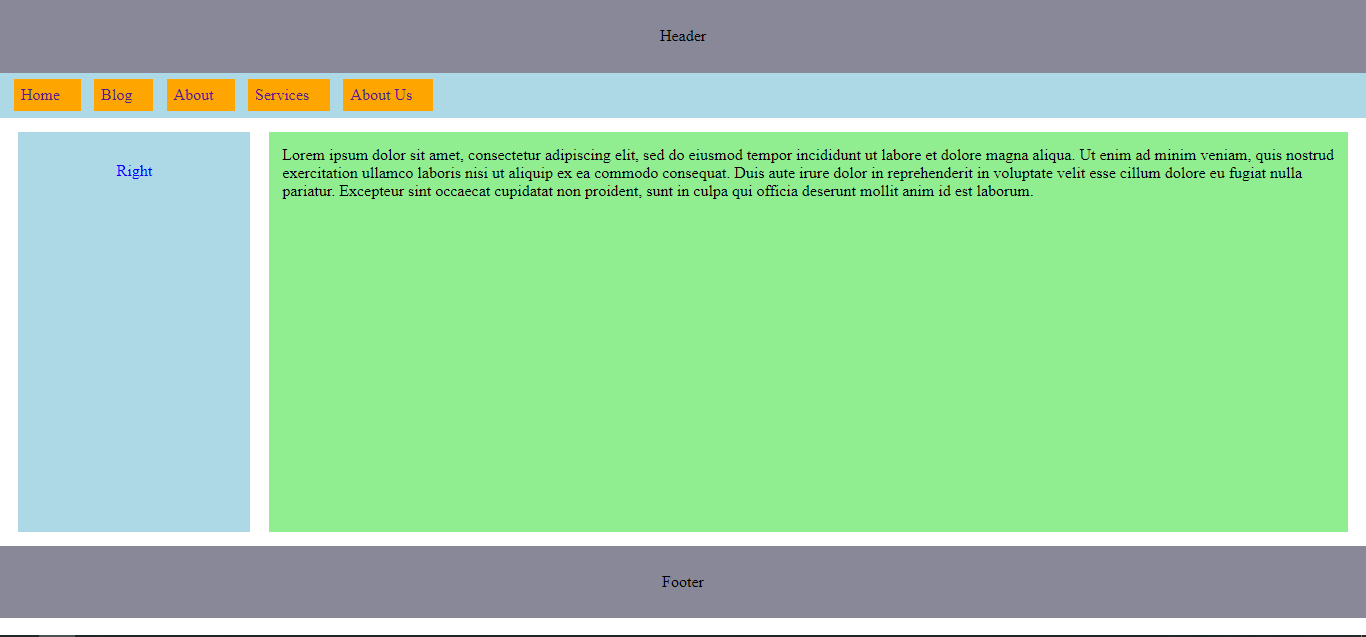 Header
Home Blog About Services About Us
Right
Lorem ipsum dolor sit amet, consectetur adipiscing elit, sed do eiusmod tempor incididunt ut labore et dolore magna aliqua. Ut enim ad minim veniam, quis nostrud
exercitation ullamco laboris nisi ut aliquip ex ea commodo consequat. Duis aute irure dolor in reprehenderit in voluptate velit esse cillum dolore eu fugiat nulla
pariatur. Excepteur sint occaecat cupidatat non proident, sunt in culpa qui officia deserunt mollit anim id est laborum.
Footer